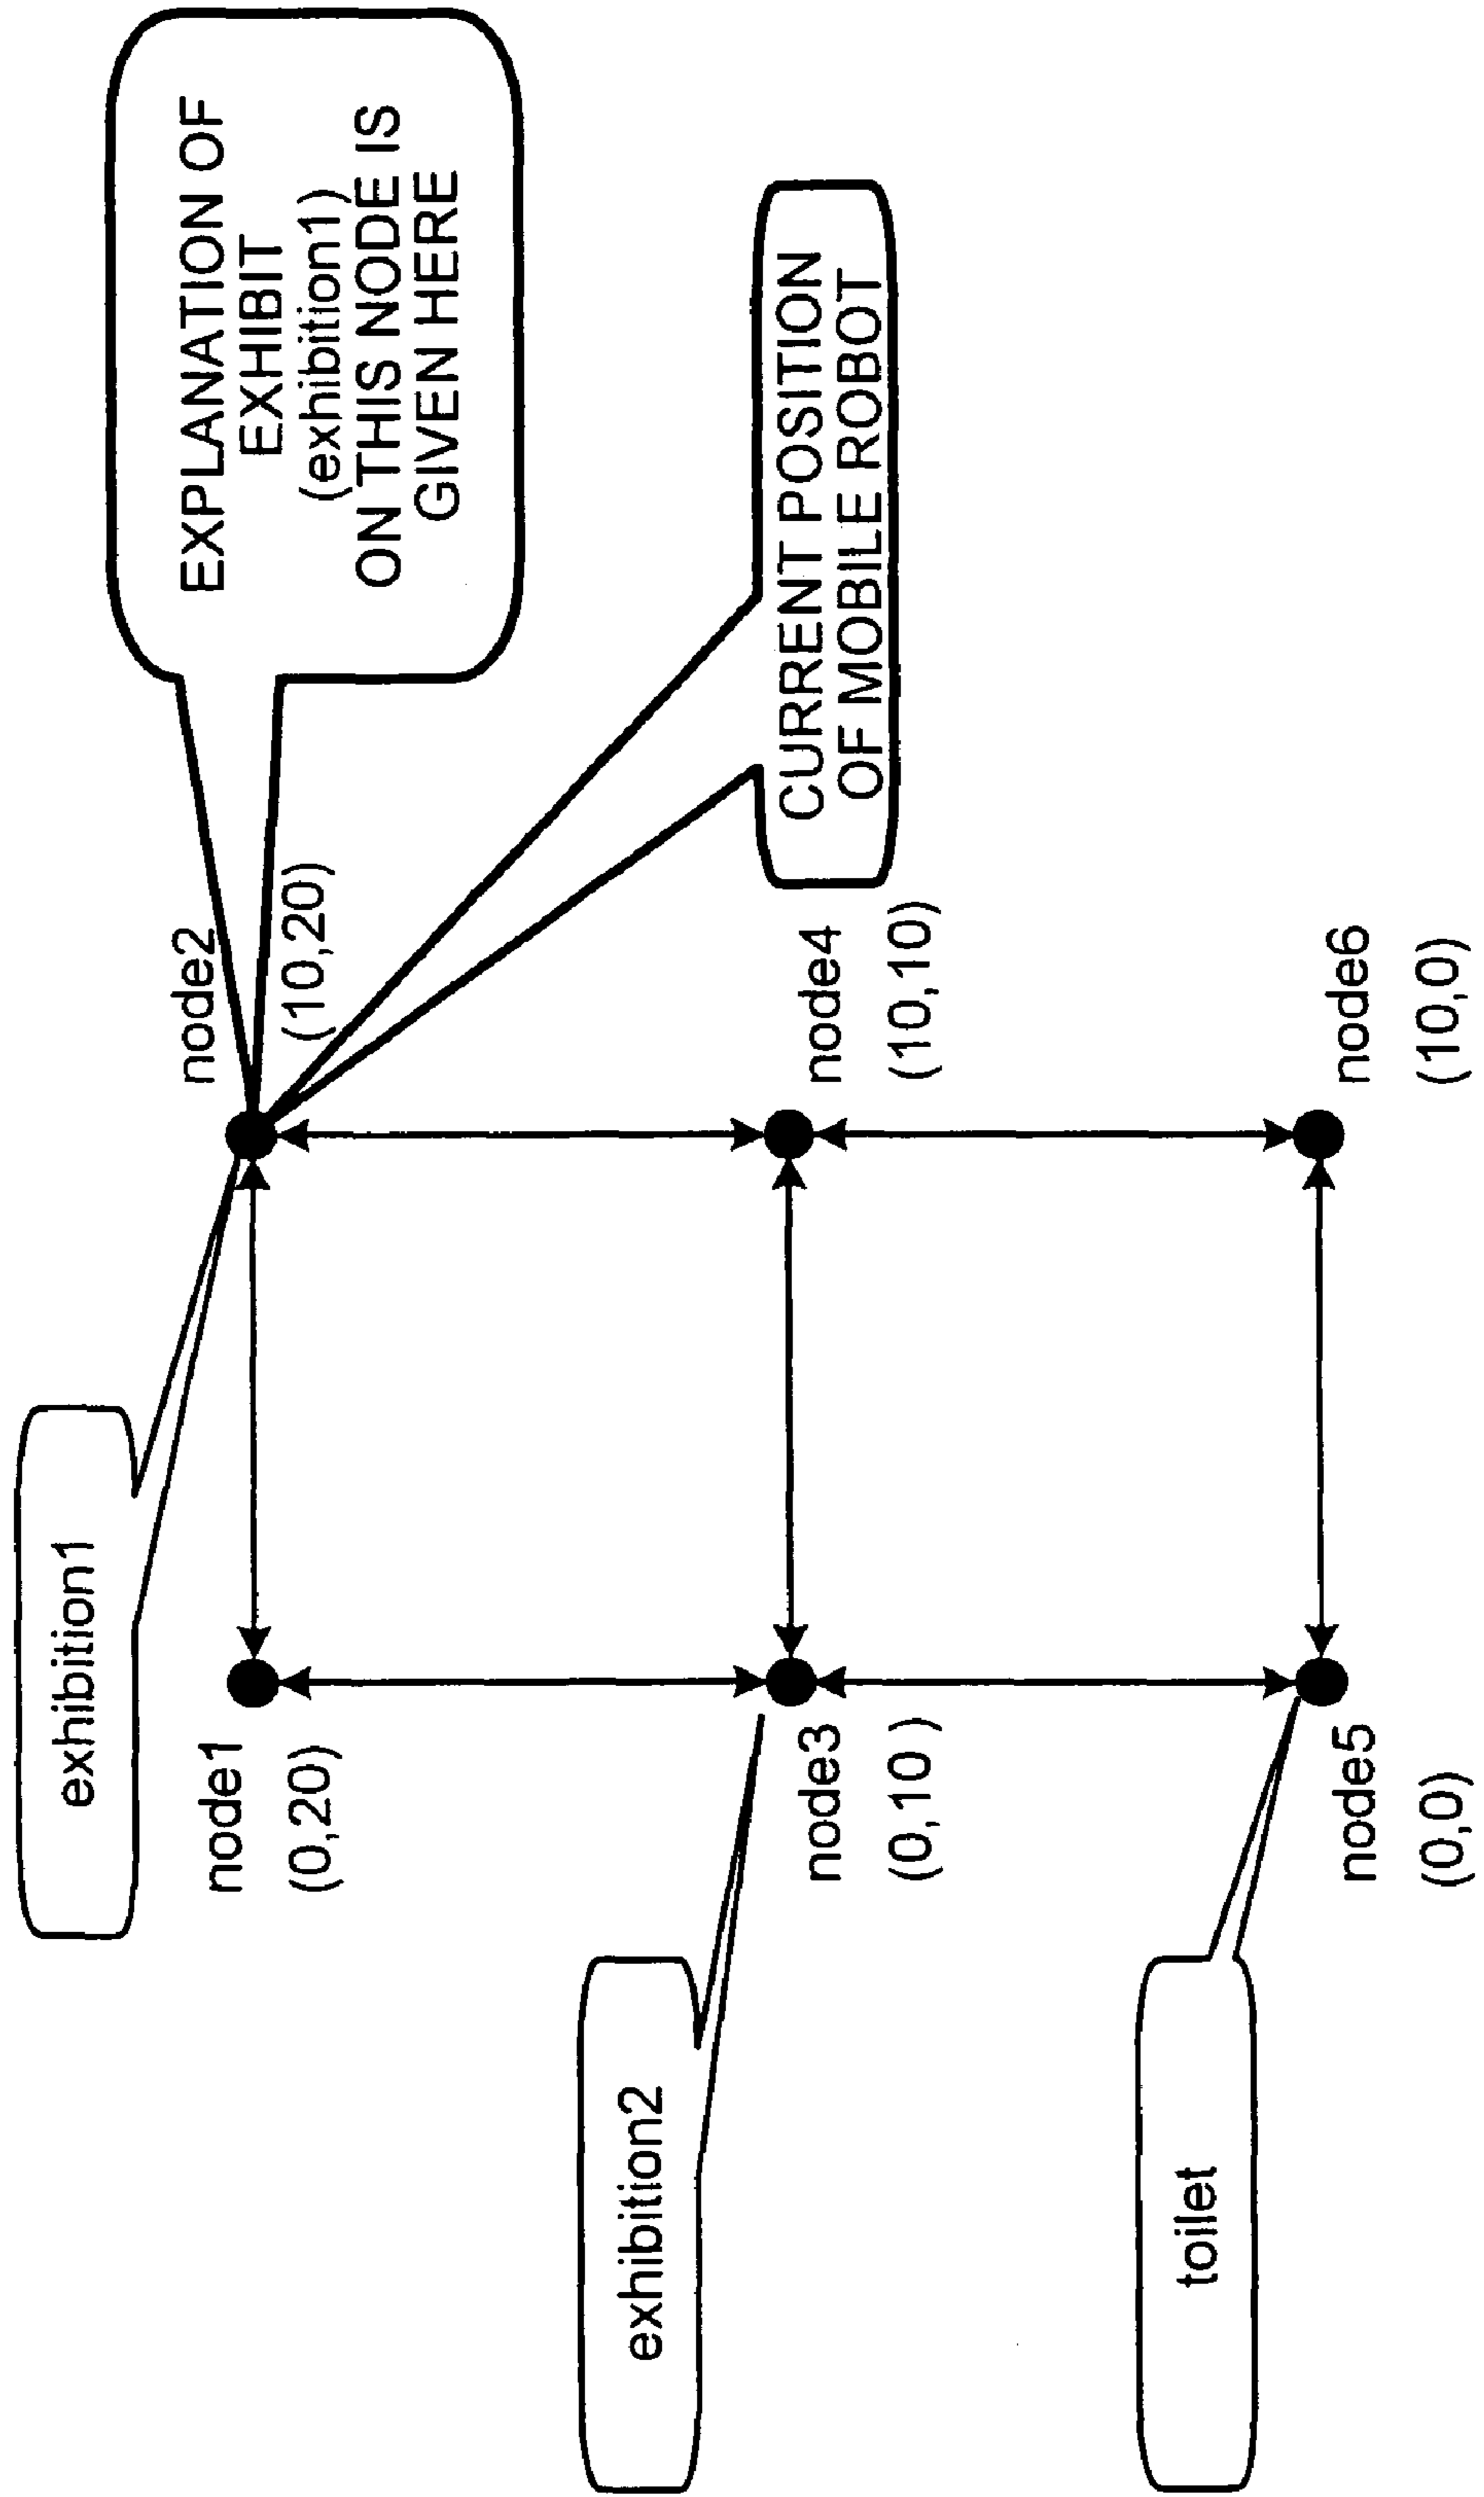 exhibition1
EXPLANATION OF
EXHIBIT
(exhibition1)
ON THIS NODE IS
GIVEN HERE
node1
(0,20)
node2
(10,20)
CURRENT POSITION
OF MOBILE ROBOT
exhibition2
node3
(0,10 )
node4
(10,10)
toilet
node5
(0,0)
node6
(10,0)